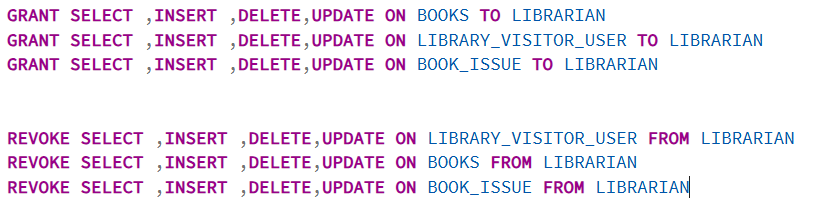 GRANT SELECT ,INSERT ,DELETE,UPDATE ON BOOKS TO LIBRARIAN
GRANT SELECT ,INSERT ,DELETE,UPDATE ON LIBRARY_VISITOR_USER TO LIBRARIAN
GRANT SELECT ,INSERT ,DELETE,UPDATE ON BOOK_ISSUE TO LIBRARIAN
REVOKE SELECT ,INSERT ,DELETE,UPDATE ON LIBRARY_VISITOR_USER FROM LIBRARIAN
REVOKE SELECT ,INSERT ,DELETE,UPDATE ON BOOKS FROM LIBRARIAN
REVOKE SELECT ,INSERT ,DELETE,UPDATE ON BOOK_ISSUE FROM LIBRARIAN